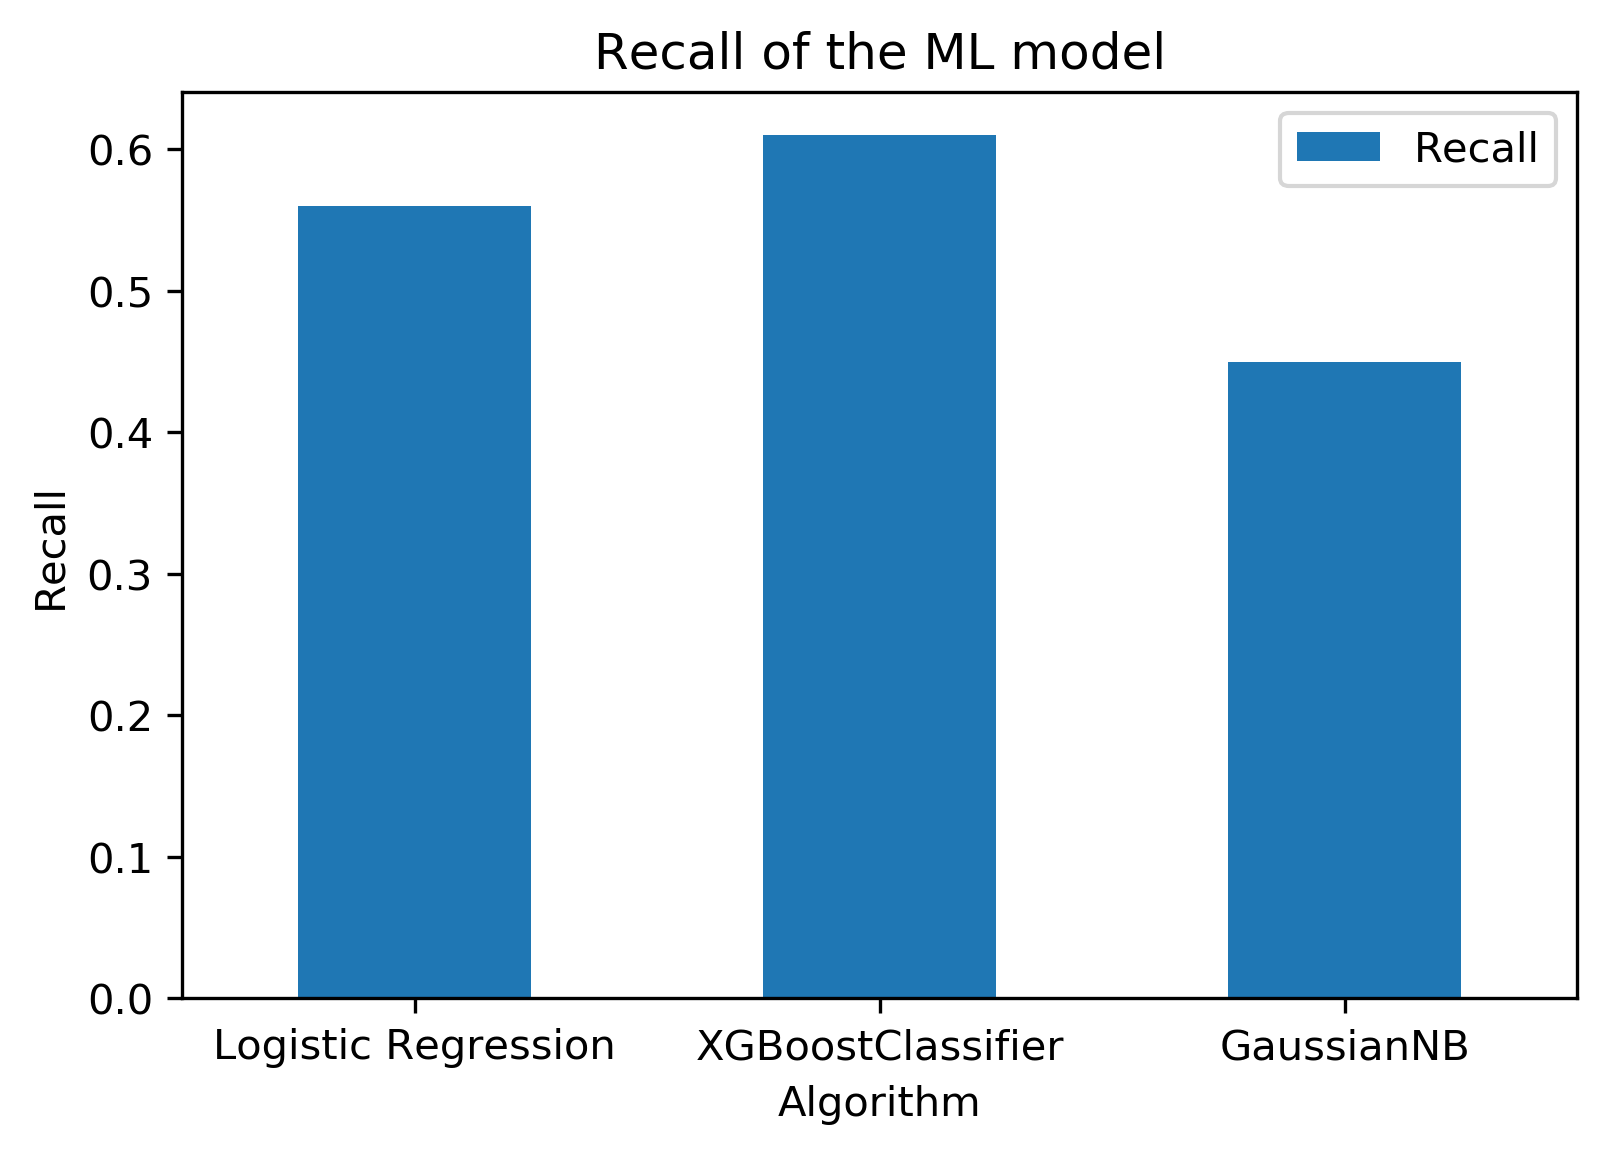 Recall of the ML model
Recall
0.6
0.5
0.4
0.3
0.2
0.1
0.0
Recall
Logistic Regression
XGBoostClassifier
GaussianNB
Algorithm